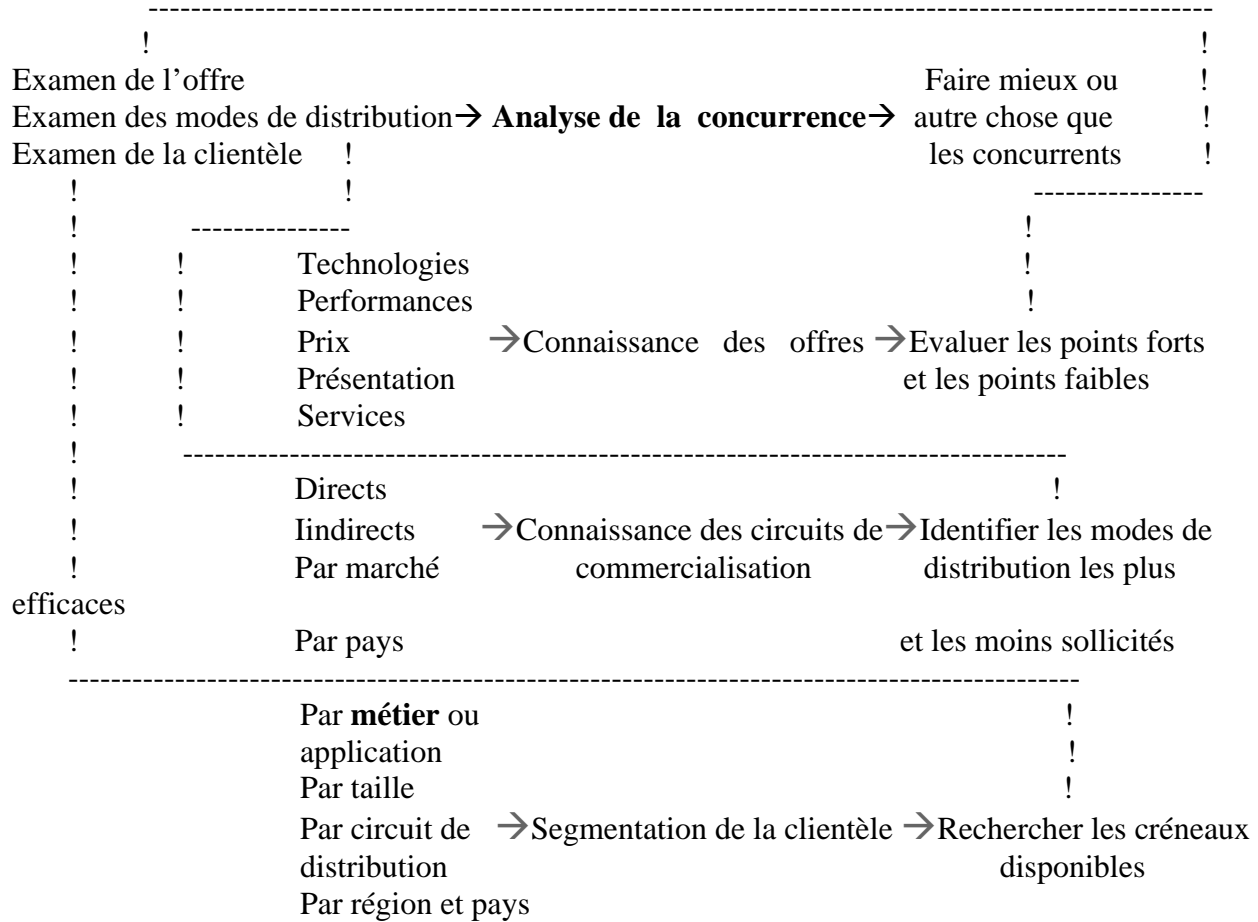 Examen de l’offre Faire mieux ou
Examen des modes de distribution→ Analyse de la concurrence→ autre chose que
Examen de la clientèle les concurrents
Technologies
Performances
Prix →Connaissance des offres →Evaluer les points forts
Présentation et les points faibles
Services
Directs
Iindirects →Connaissance des circuits de→Identifier les modes de
Par marché commercialisation distribution les plus
efficaces
Par pays et les moins sollicités
Par métier ou
application
Par taille
Par circuit de →Segmentation de la clientèle →Rechercher les créneaux
distribution disponibles
Par région et pays